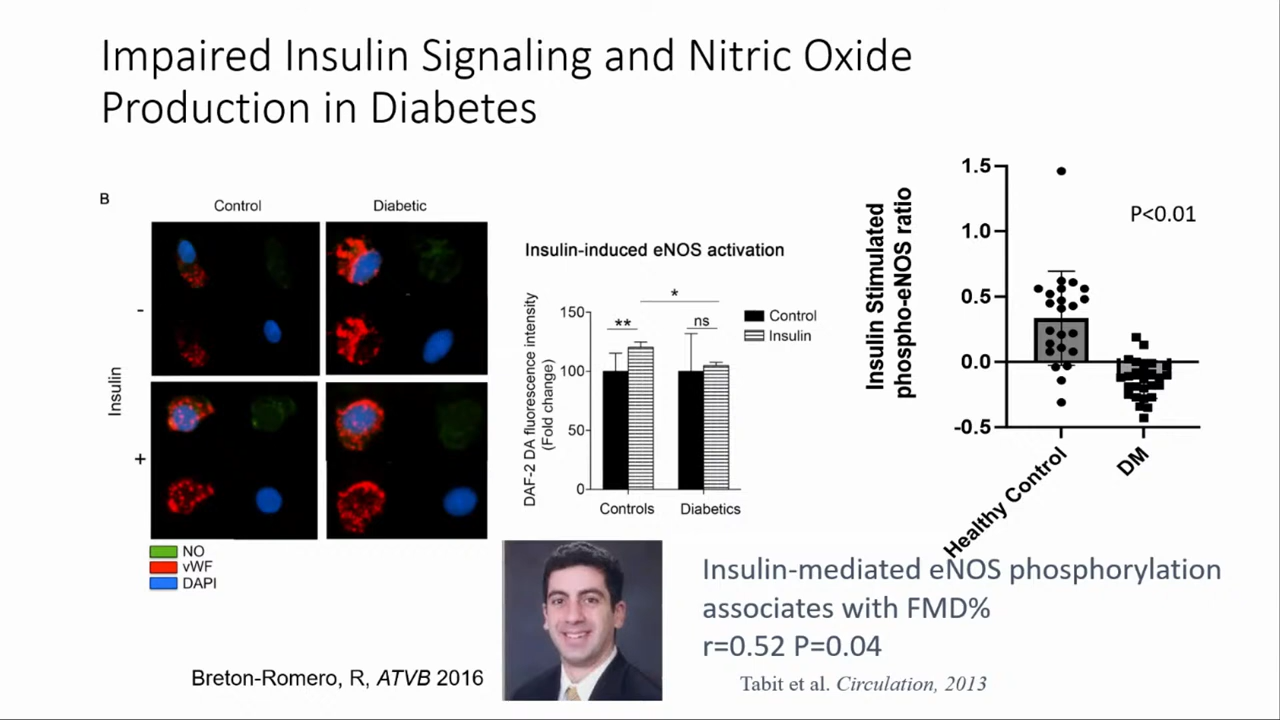 Impaired Insulin Signaling and Nitric Oxide
Production in Diabetes
B
Control
Diabetic
Insulin
-
+
NO
vWF
DAPI
Insulin-induced eNOS activation
DAF-2 DA fluorescence intensity
(Fold change)
150
100
50
0
**
*
ns
Control
Insulin
Controls
Diabetics
Insulin Stimulated
phospho-eNOS ratio
1.5
1.0
0.5
0.0
-0.5
P<0.01
Healthy Control
DM
Insulin-mediated eNOS phosphorylation
associates with FMD%
r=0.52 P=0.04
Breton-Romero, R, ATVB 2016
Tabit et al. Circulation, 2013